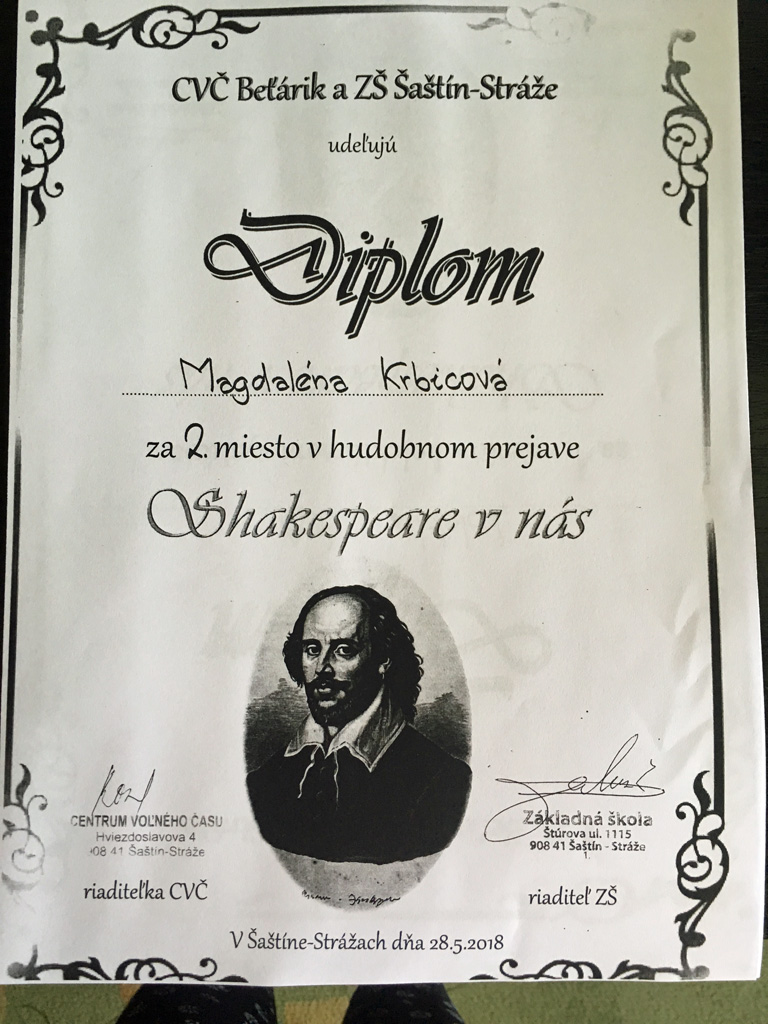 CVČ Beťárik a ZŠ Šaštín-Stráže
udeľujú
Diplom
Magdaléna Krbicová
za 2. miesto v hudobnom prejave
Shakespeare v nás
CENTRUM VOĽNÉHO ČASU
Hviezdoslavova 4
908 41 Šaštín-Stráže
riaditeľka CVČ
Základná škola
Štúrova ul. 1115
908 41 Šaštín - Stráže
1.
riaditeľ ZŠ
V Šaštíne-Strážach dňa 28.5.2018